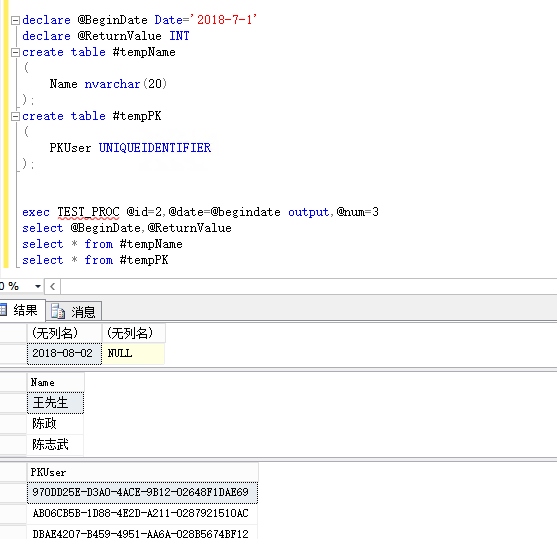 declare @BeginDate Date='2018-7-1'
declare @ReturnValue INT
create table #tempName
(
Name nvarchar(20)
);
create table #tempPK
(
PKUser UNIQUEIDENTIFIER
);
exec TEST_PROC @id=2,@date=@begindate output,@num=3
select @BeginDate,@ReturnValue
select * from #tempName
select * from #tempPK
0 %
结果 消息
(无列名) (无列名)
2018-08-02 NULL
Name
王先生
陈政
陈志武
PKUser
970DD25E-D3A0-4ACE-9B12-02648F1DAE69
AB06CB5B-1D88-4E2D-A211-0287921510AC
DBAE4207-B459-4951-AA6A-028B5674BF12